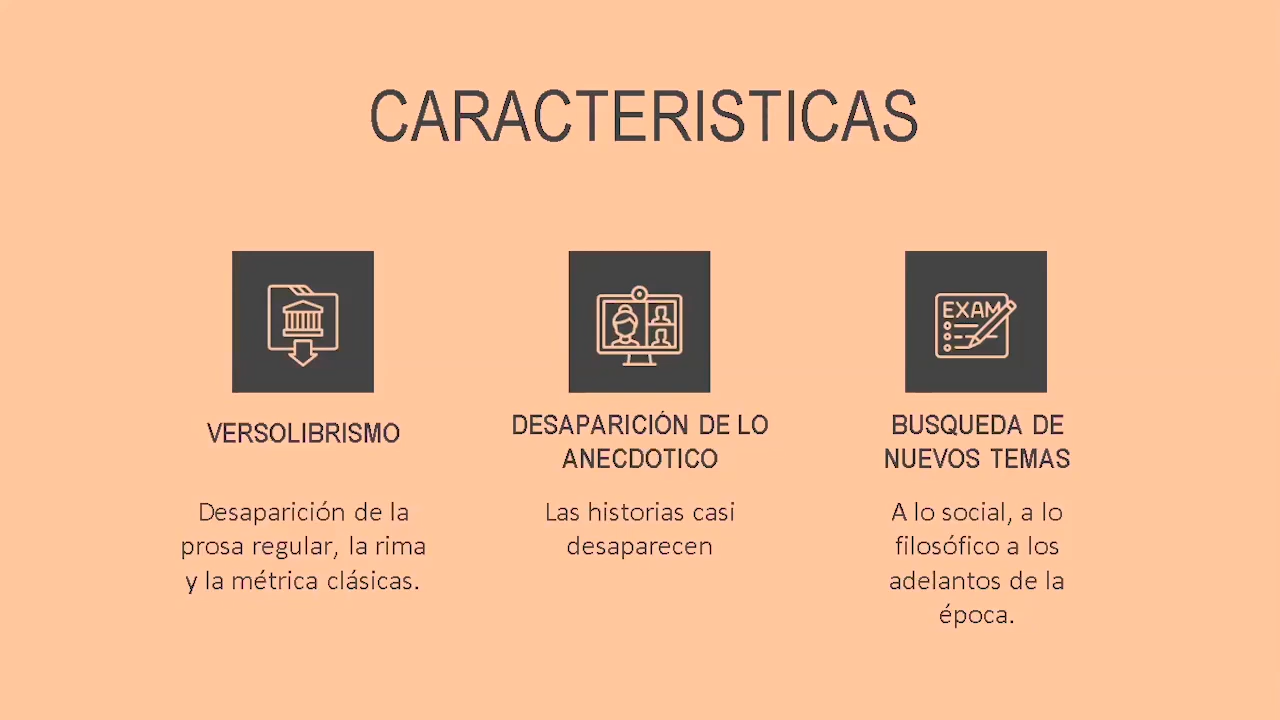 CARACTERISTICAS
EXAM
VERSOLIBRISMO
Desaparición de la
prosa regular, la rima
y la métrica clásicas.
DESAPARICIÓN DE LO
ANECDOTICO
Las historias casi
desaparecen
BUSQUEDA DE
NUEVOS TEMAS
A lo social, a lo
filosófico a los
adelantos de la
época.